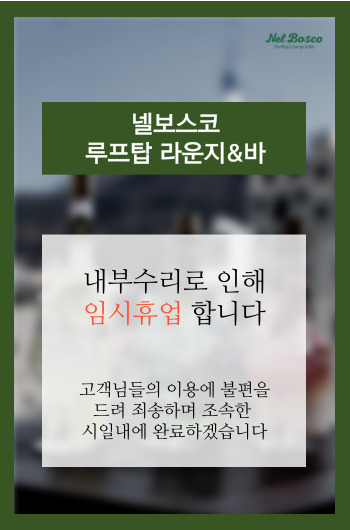 Nel Bosco
넬보스코
루프탑 라운지&바
내부수리로 인해
임시휴업 합니다
고객님들의 이용에 불편을
드려 죄송하며 조속한
시일내에 완료하겠습니다